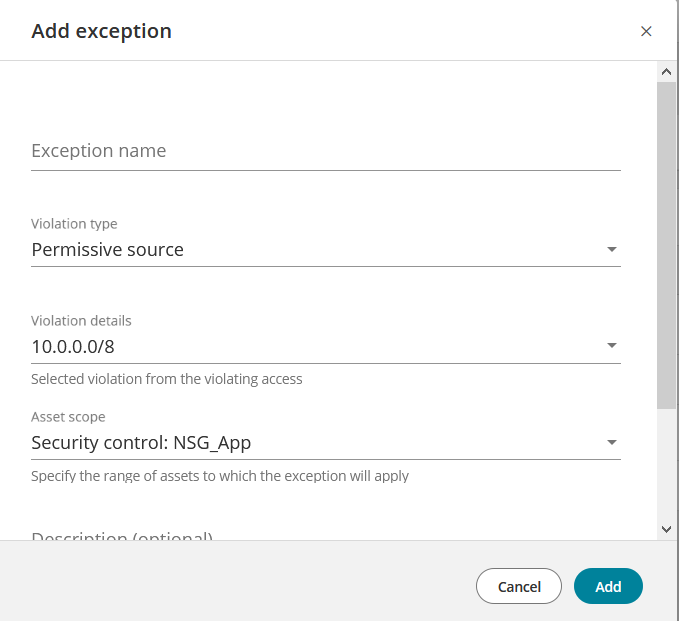 Add exception
Exception name
Violation type
Permissive source
Violation details
10.0.0.0/8
Selected violation from the violating access
Asset scope
Security control: NSG_App
Specify the range of assets to which the exception will apply
Description (optional)
Cancel
Add